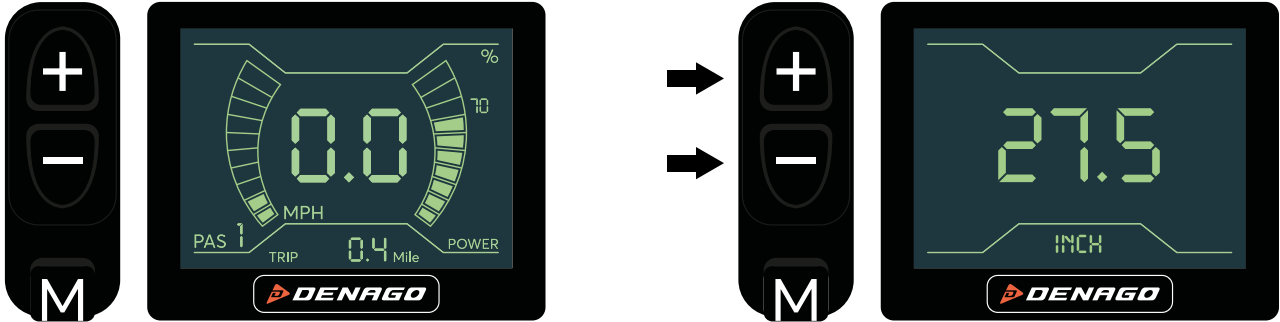 +
−
M
%
70
0.0
MPH
PAS 1
TRIP
0.4 Mile
POWER
DENAGO
+
−
M
27.5
INCH
DENAGO